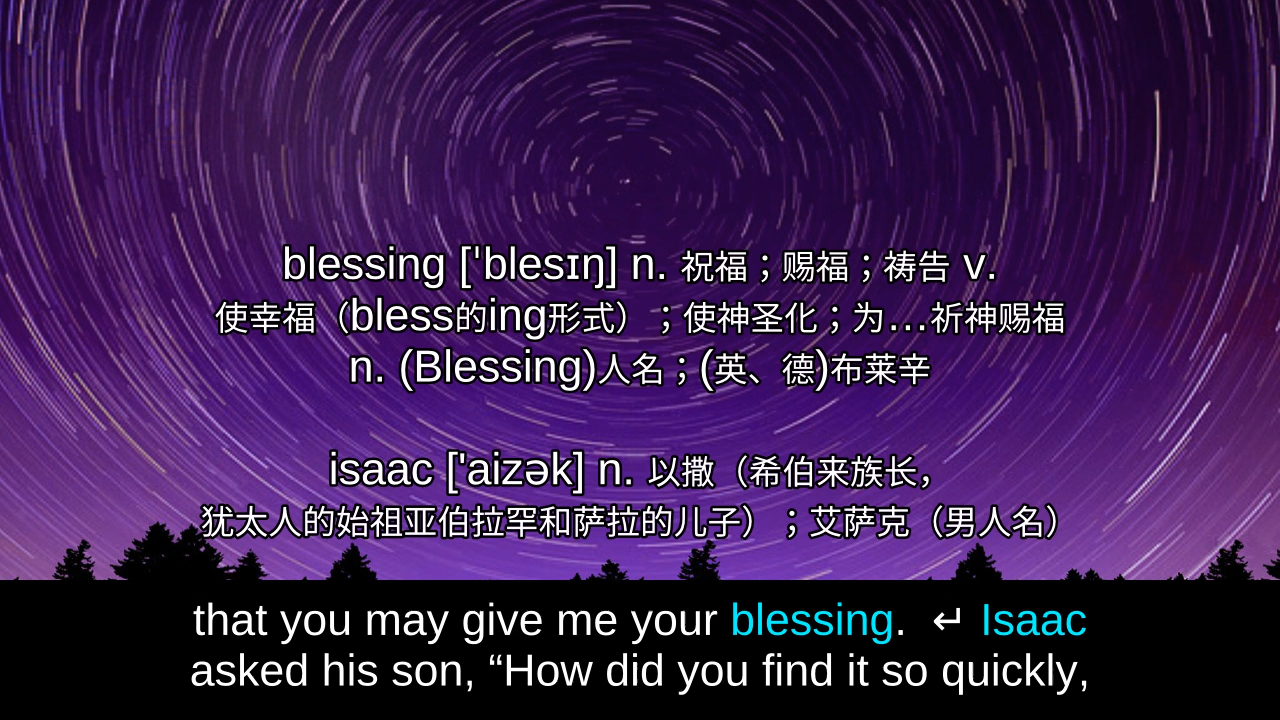 blessing ['blesɪŋ] n. 祝福；赐福；祷告 v.
使幸福（bless的ing形式）；使神圣化；为…祈神赐福
n. (Blessing)人名；(英、德)布莱辛
isaac ['aizək] n. 以撒（希伯来族长，
犹太人的始祖亚伯拉罕和萨拉的儿子）；艾萨克（男人名）
that you may give me your blessing. ↵ Isaac
asked his son, “How did you find it so quickly,